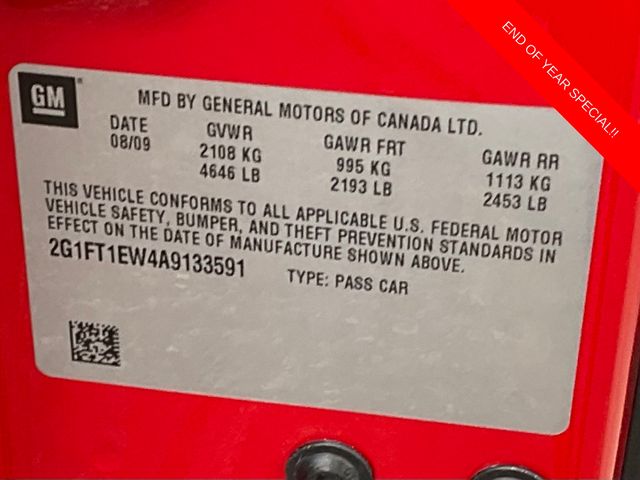 END OF YEAR SPECIAL!!
GM
MFD BY GENERAL MOTORS OF CANADA LTD.
DATE GVWR GAWR FRT GAWR RR
08/09 2108 KG 995 KG 1113 KG
4646 LB 2193 LB 2453 LB
THIS VEHICLE CONFORMS TO ALL APPLICABLE U.S. FEDERAL MOTOR
VEHICLE SAFETY, BUMPER, AND THEFT PREVENTION STANDARDS IN
EFFECT ON THE DATE OF MANUFACTURE SHOWN ABOVE.
2G1FT1EW4A9133591 TYPE: PASS CAR